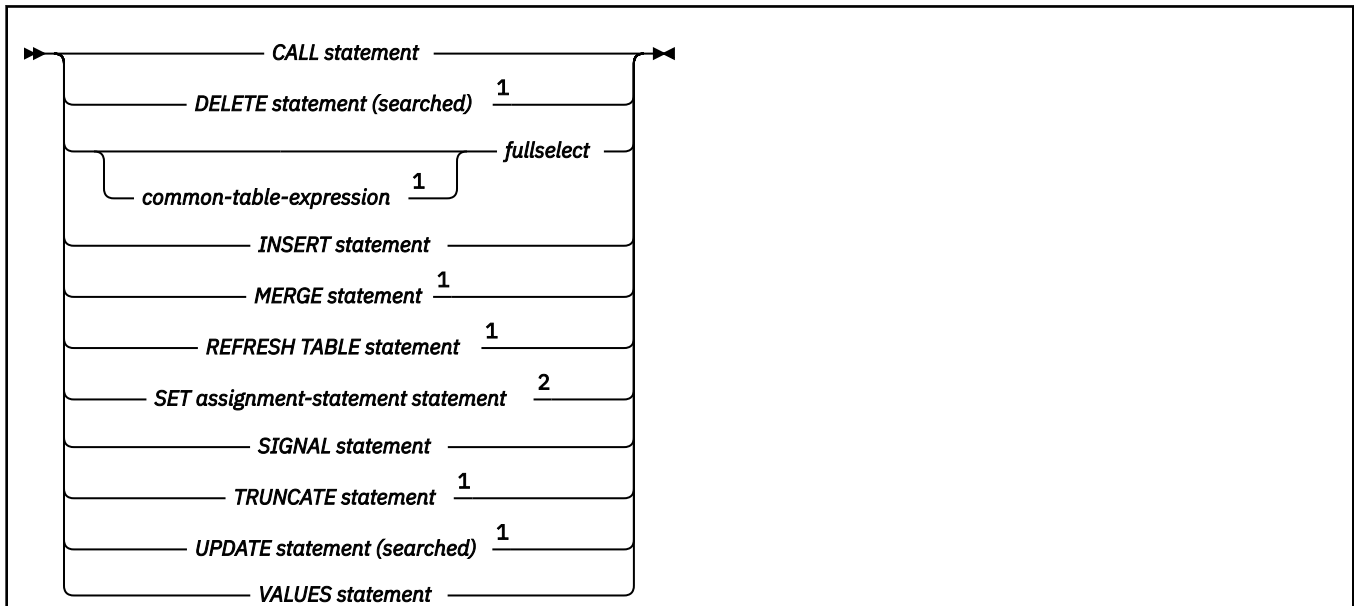 CALL statement
DELETE statement (searched) 1
fullselect
common-table-expression 1
INSERT statement
MERGE statement 1
REFRESH TABLE statement 1
SET assignment-statement statement 2
SIGNAL statement
TRUNCATE statement 1
UPDATE statement (searched) 1
VALUES statement